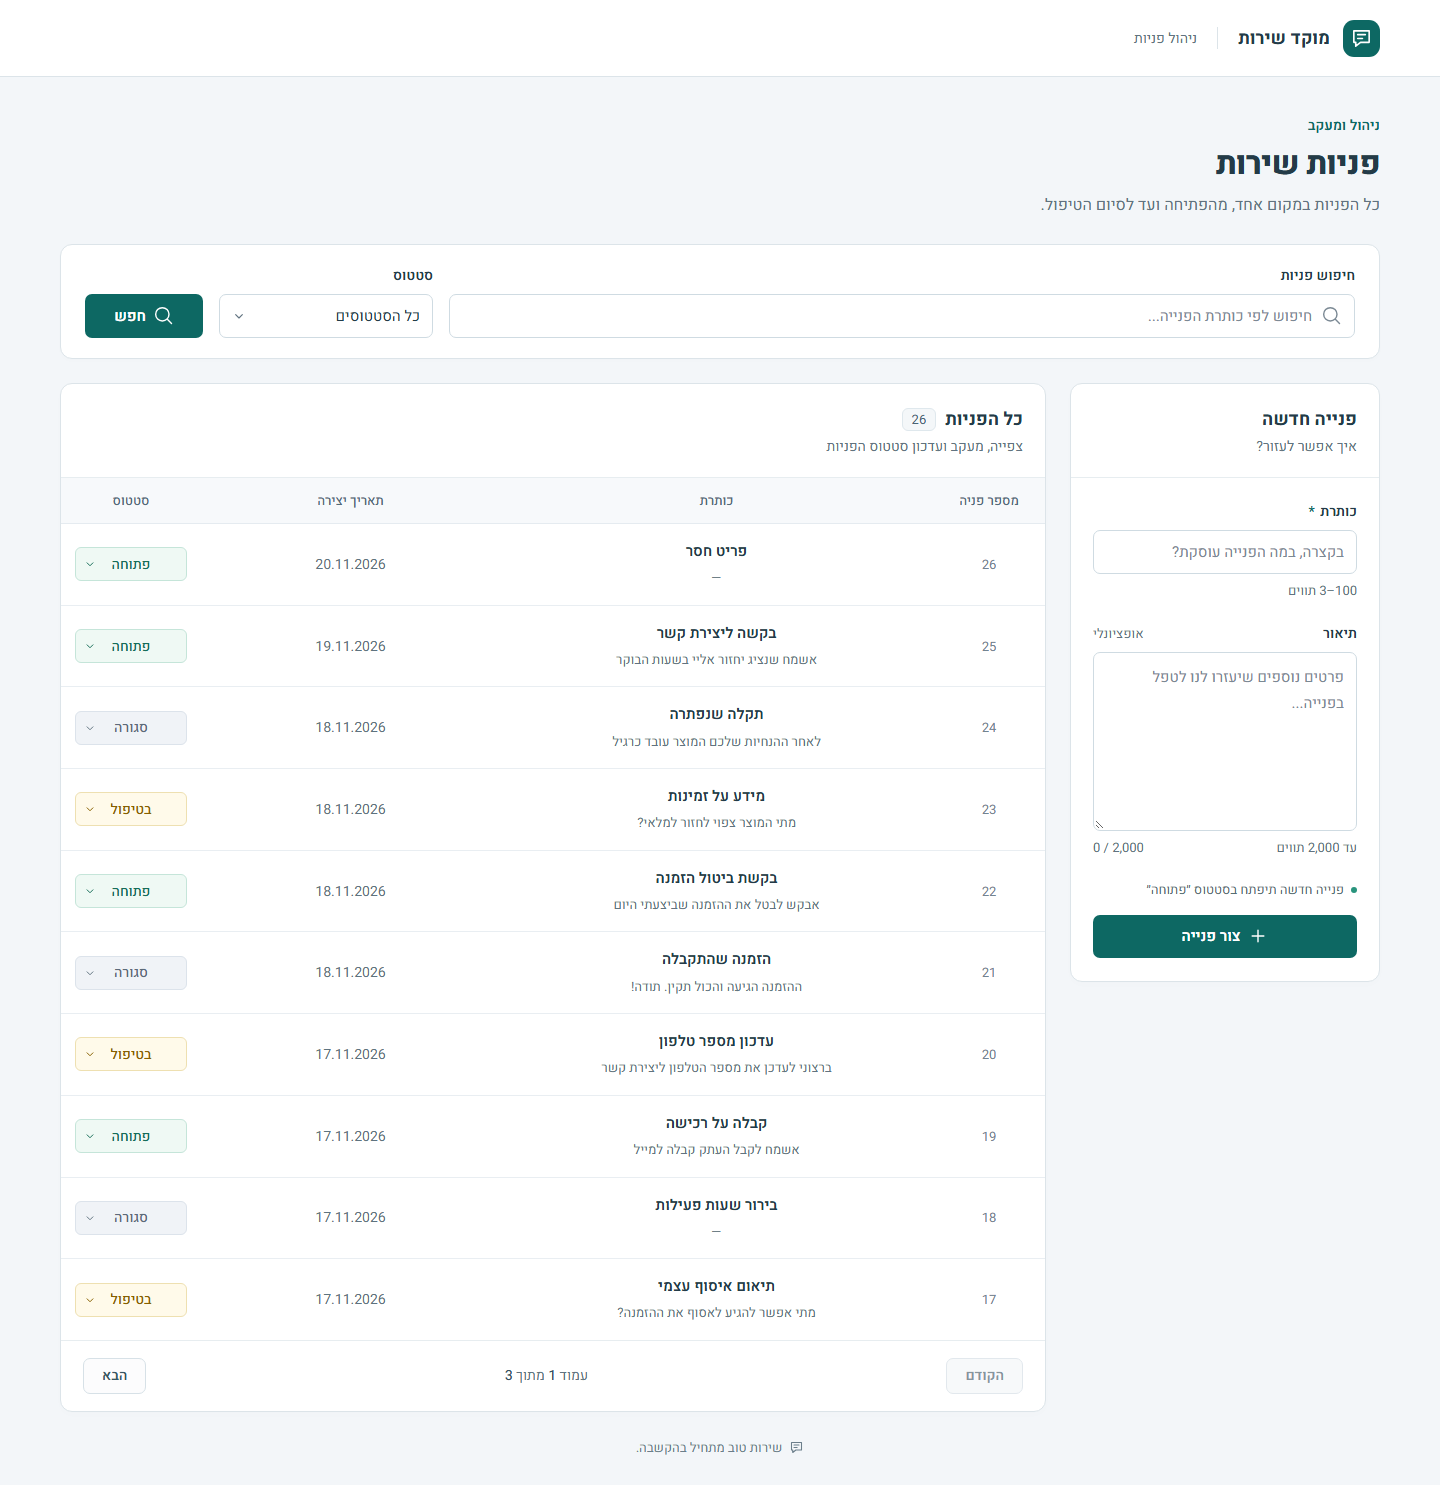 מוקד שירות
ניהול פניות
ניהול ומעקב
פניות שירות
כל הפניות במקום אחד, מהפתיחה ועד לסיום הטיפול.
חיפוש פניות
סטטוס
חיפוש לפי כותרת הפנייה...
כל הסטטוסים
חפש
פנייה חדשה
איך אפשר לעזור?
כותרת *
בקצרה, במה הפנייה עוסקת?
3–100 תווים
תיאור
אופציונלי
פרטים נוספים שיעזרו לנו לטפל
בפנייה...
עד 2,000 תווים
0 / 2,000
פנייה חדשה תיפתח בסטטוס "פתוחה"
צור פנייה
כל הפניות 26
צפייה, מעקב ועדכון סטטוס הפניות
מספר פניה כותרת תאריך יצירה סטטוס
26 פריט חסר 20.11.2026 פתוחה
—
25 בקשה ליצירת קשר 19.11.2026 פתוחה
אשמח שנציג יחזור אליי בשעות הבוקר
24 תקלה שנפתרה 18.11.2026 סגורה
לאחר ההנחיות שלכם המוצר עובד כרגיל
23 מידע על זמינות 18.11.2026 בטיפול
מתי המוצר צפוי לחזור למלאי?
22 בקשת ביטול הזמנה 18.11.2026 פתוחה
אבקש לבטל את ההזמנה שביצעתי היום
21 הזמנה שהתקבלה 18.11.2026 סגורה
ההזמנה הגיעה והכול תקין. תודה!
20 עדכון מספר טלפון 17.11.2026 בטיפול
ברצוני לעדכן את מספר הטלפון ליצירת קשר
19 קבלה על רכישה 17.11.2026 פתוחה
אשמח לקבל העתק קבלה למייל
18 בירור שעות פעילות 17.11.2026 סגורה
—
17 תיאום איסוף עצמי 17.11.2026 בטיפול
מתי אפשר להגיע לאסוף את ההזמנה?
הקודם
עמוד 1 מתוך 3
הבא
שירות טוב מתחיל בהקשבה.